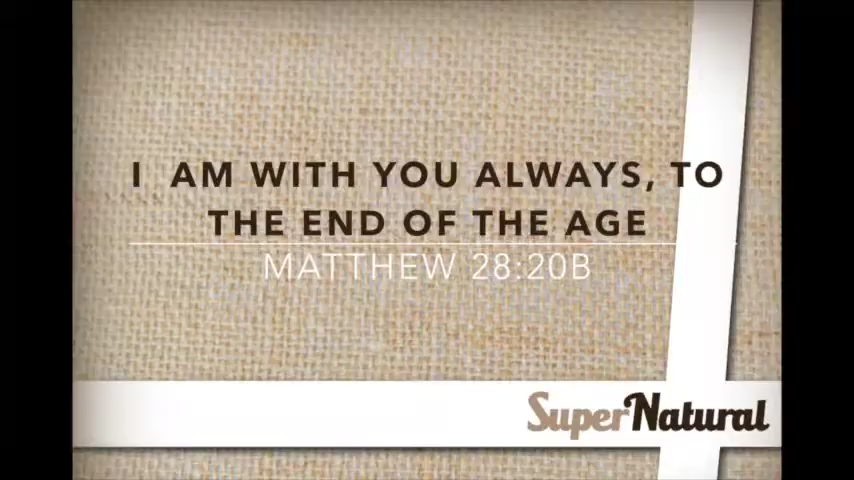 I AM WITH YOU ALWAYS, TO
THE END OF THE AGE
MATTHEW 28:20B
SuperNatural